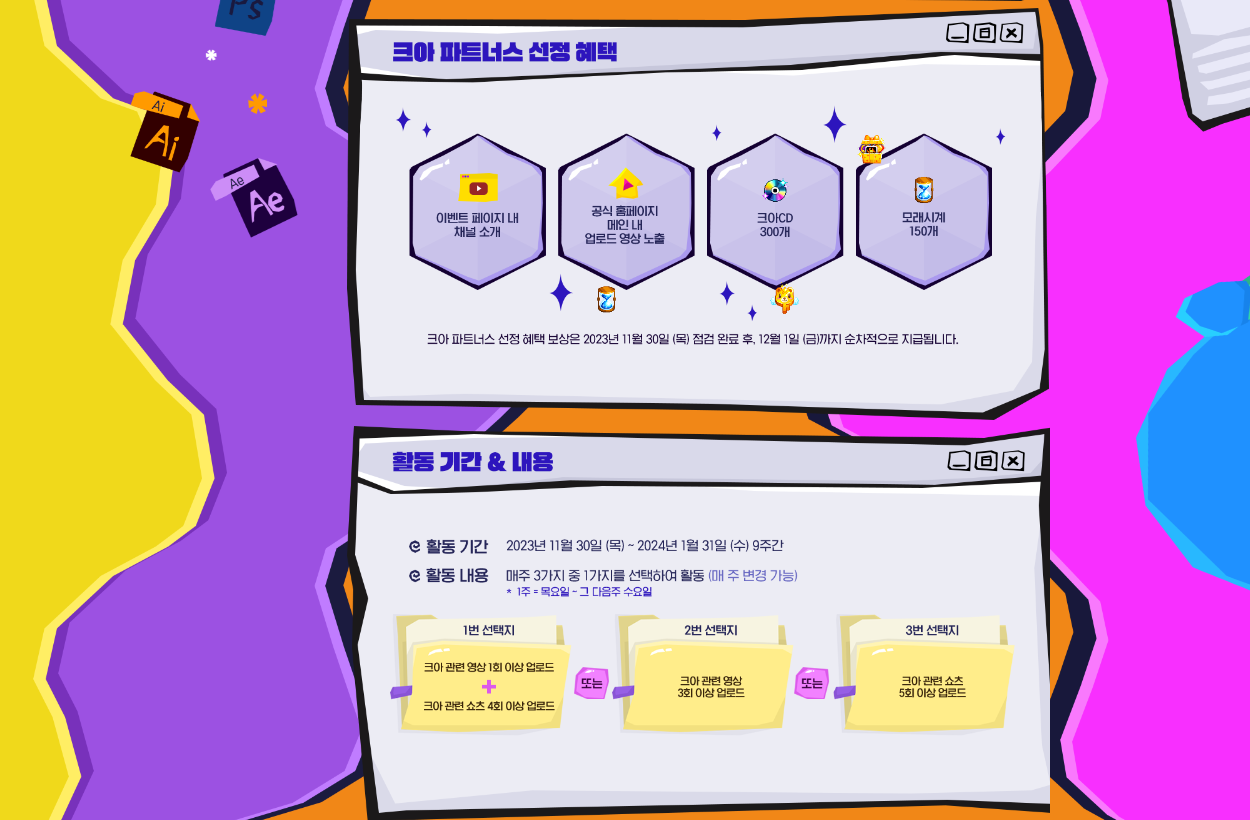 Ps
Ai
Ai
Ae
Ae
크아 파트너스 선정 혜택
이벤트 페이지 내
채널 소개
공식 홈페이지
메인 내
업로드 영상 노출
크아CD
300개
모래시계
150개
크아 파트너스 선정 혜택 보상은 2023년 11월 30일 (목) 점검 완료 후, 12월 1일 (금)까지 순차적으로 지급됩니다.
활동 기간 & 내용
활동 기간 2023년 11월 30일 (목) ~ 2024년 1월 31일 (수) 9주간
활동 내용 매주 3가지 중 1가지를 선택하여 활동 (매 주 변경 가능)
* 1주 = 목요일 ~ 그 다음주 수요일
1번 선택지
크아 관련 영상 1회 이상 업로드
+
크아 관련 쇼츠 4회 이상 업로드
또는
2번 선택지
크아 관련 영상
3회 이상 업로드
또는
3번 선택지
크아 관련 쇼츠
5회 이상 업로드